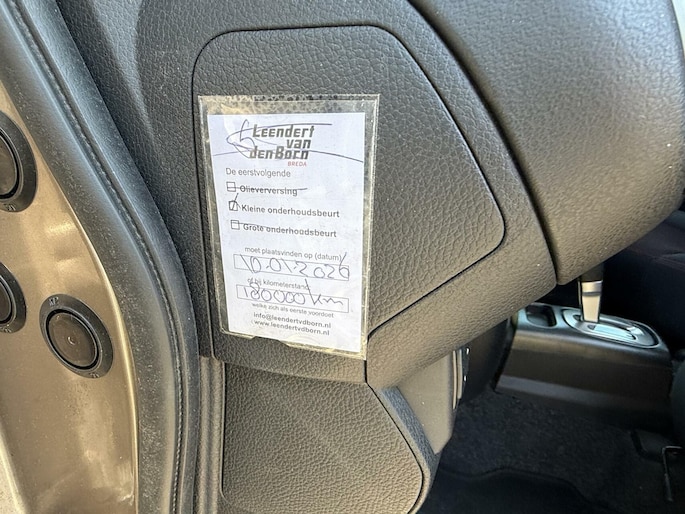 Leendert
van
den Born
BREDA
De eerstvolgende
Olieverversing
Kleine onderhoudsbeurt
Grote onderhoudsbeurt
moet plaatsvinden op (datum)
10-01-2026
of bij kilometerstand
180000 km
welke zich als eerste voordoet
info@leendertvdborn.nl
www.leendertvdborn.nl